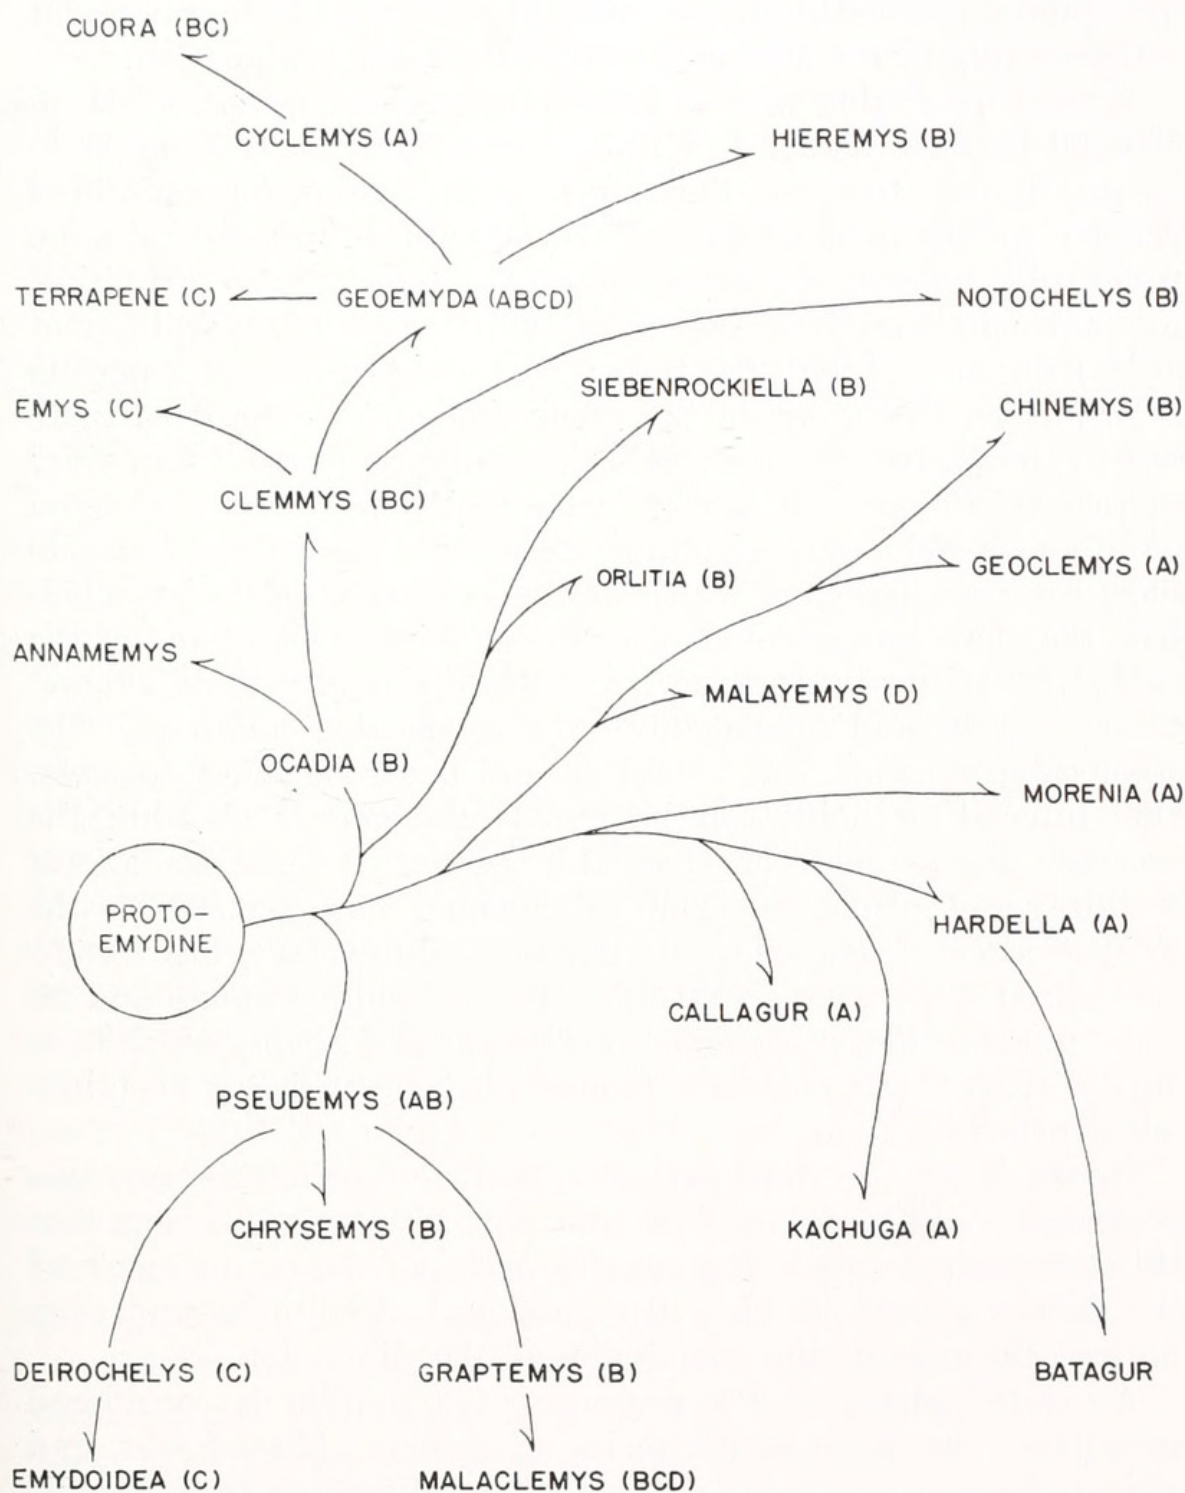 CUORA (BC)
CYCLEMYS (A)
HIEREMYS (B)
TERRAPENE (C)
GEOEMYDA (ABCD)
NOTOCHELYS (B)
SIEBENROCKIELLA (B)
EMYS (C)
CHINEMYS (B)
CLEMMYS (BC)
GEOCLEMYS (A)
ORLITIA (B)
ANNAMEMYS
MALAYEMYS (D)
OCADIA (B)
MORENIA (A)
PROTO-
EMYDINE
HARDELLA (A)
CALLAGUR (A)
PSEUDEMYS (AB)
CHRYSEMYS (B)
KACHUGA (A)
DEIROCHELYS (C)
GRAPTEMYS (B)
BATAGUR
EMYDOIDEA (C)
MALACLEMYS (BCD)